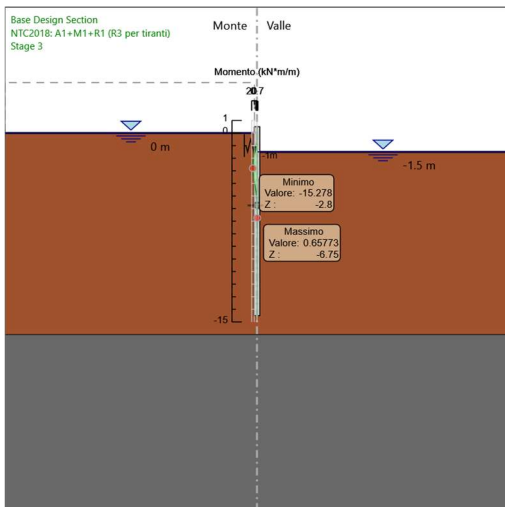 Base Design Section
NTC2018: A1+M1+R1 (R3 per tiranti)
Stage 3
Monte Valle
Momento (kN*m/m)
1
0
0 m
-1m
-1.5 m
Minimo
Valore: -15.278
Z : -2.8
Massimo
Valore: 0.65773
Z : -6.75
-15